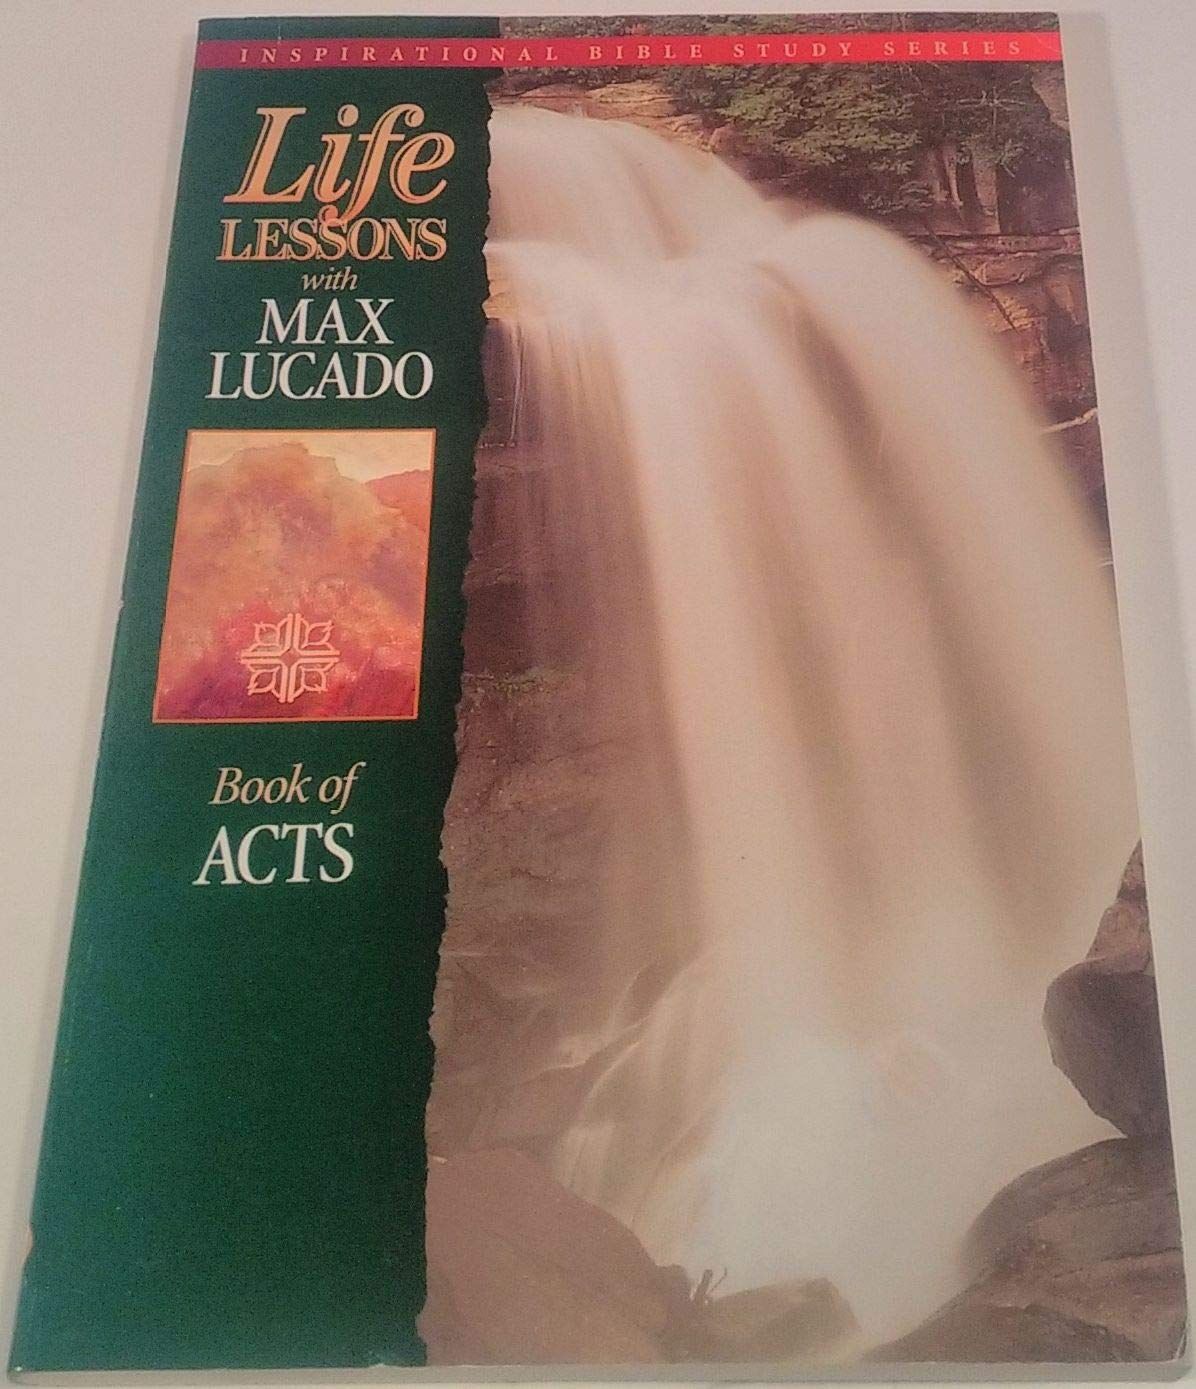 INSPIRATIONAL BIBLE STUDY SERIES
Life
LESSONS
with
MAX
LUCADO
Book of
ACTS